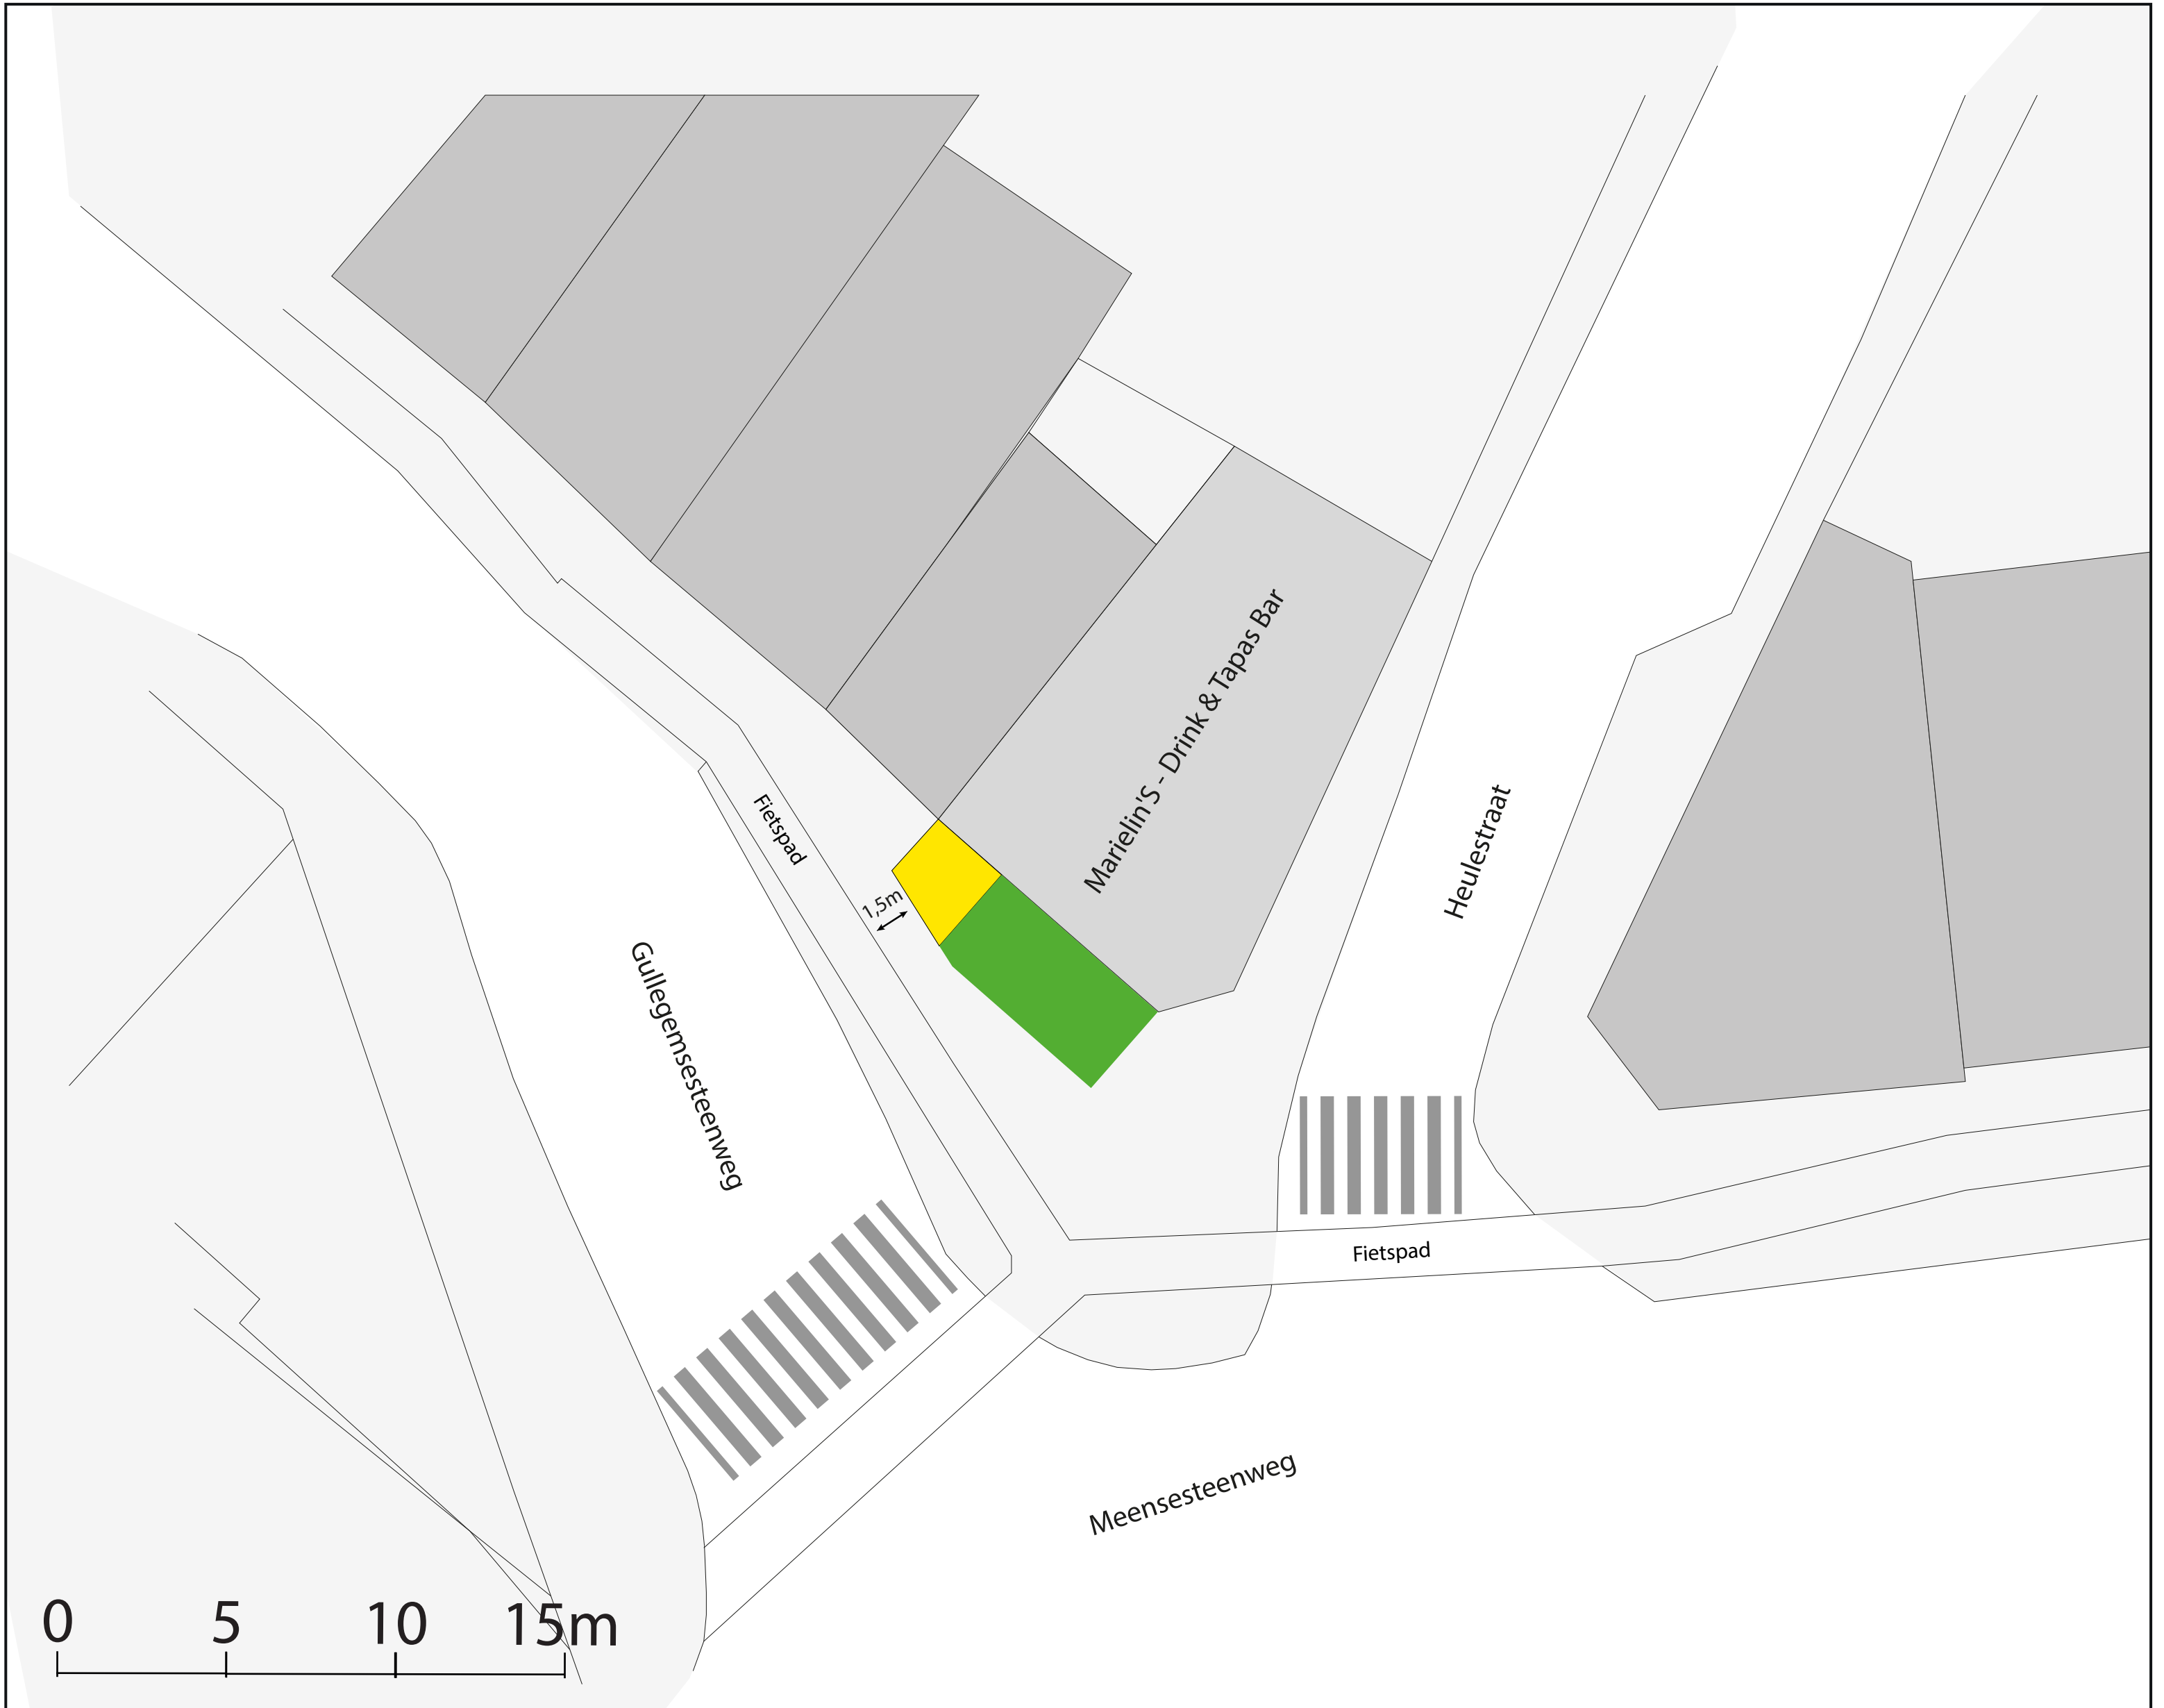 Marielin'S - Drink & Tapas Bar
Fietspad
1,5m
Heulestraat
Gullegemsesteenweg
Fietspad
Meensesteenweg
0 5 10 15m